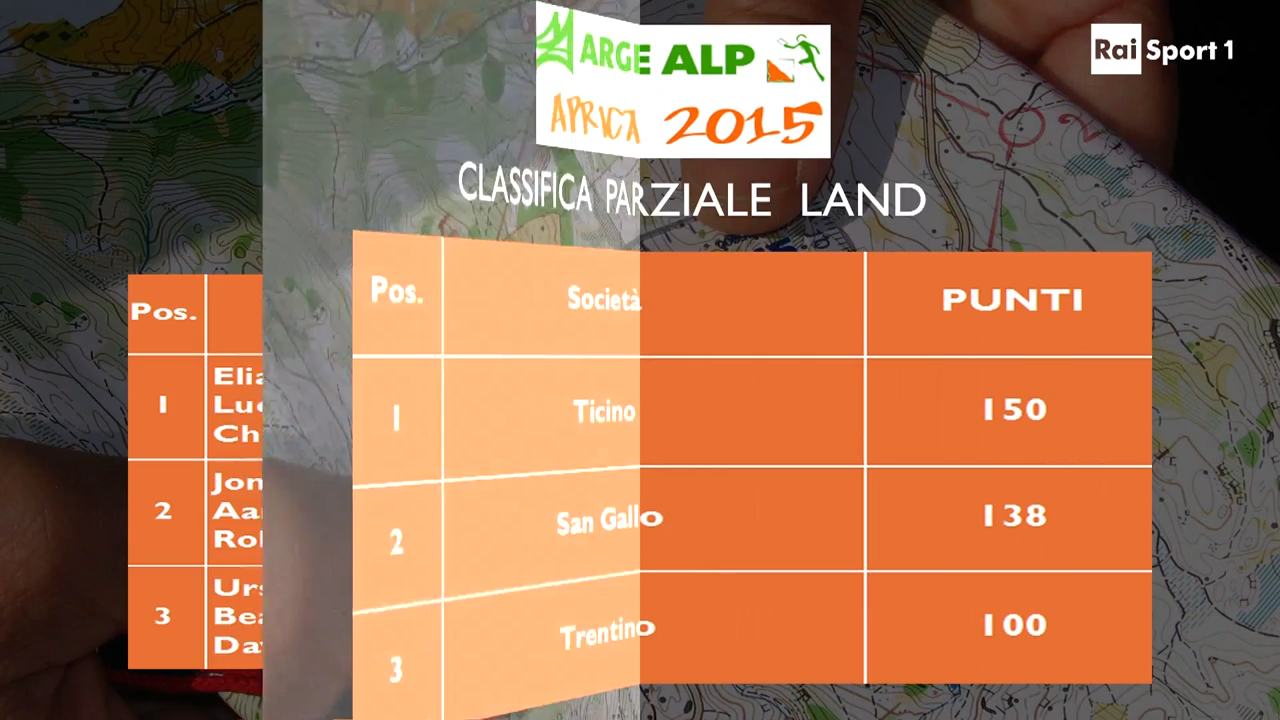 Rai Sport 1
ARGE ALP
APRICA 2015
CLASSIFICA PARZIALE LAND
Pos. Società PUNTI
1 Ticino 150
2 San Gallo 138
3 Trentino 100
Pos.
1
2
3